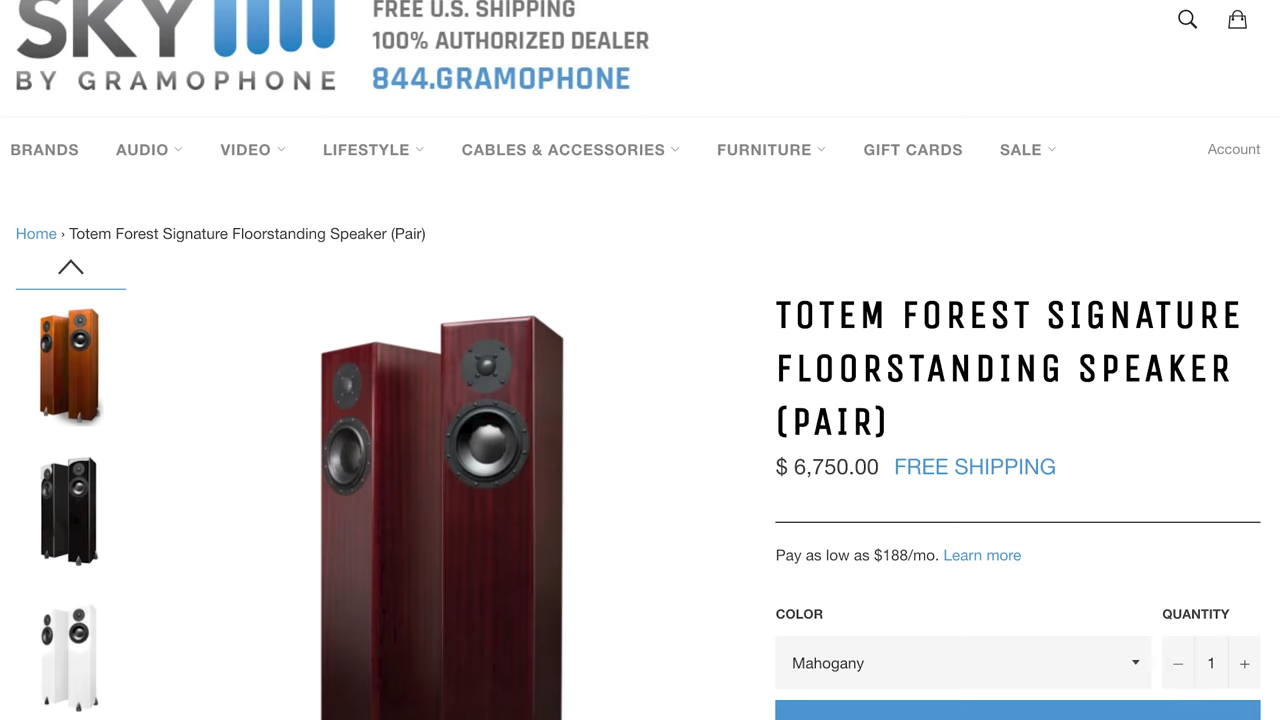 SKY
BY GRAMOPHONE
FREE U.S. SHIPPING
100% AUTHORIZED DEALER
844.GRAMOPHONE
BRANDS AUDIO VIDEO LIFESTYLE CABLES & ACCESSORIES FURNITURE GIFT CARDS SALE Account
Home › Totem Forest Signature Floorstanding Speaker (Pair)
TOTEM FOREST SIGNATURE
FLOORSTANDING SPEAKER
(PAIR)
$ 6,750.00 FREE SHIPPING
Pay as low as $188/mo. Learn more
COLOR QUANTITY
Mahogany − 1 +